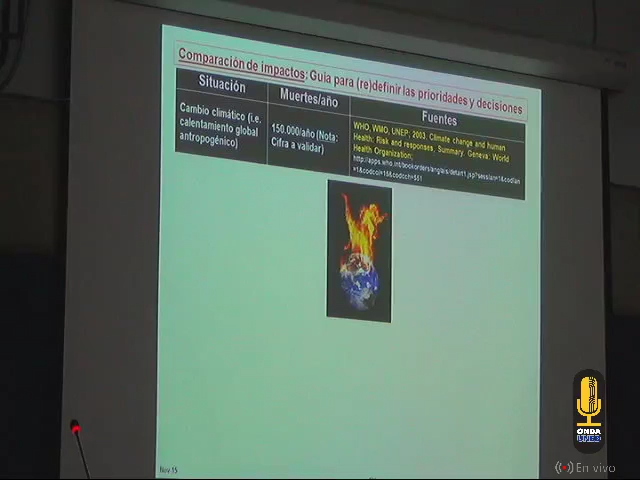 Comparación de impactos: Guía para (re)definir las prioridades y decisiones
Situación
Muertes/año
Fuentes
Cambio climático (i.e.
calentamiento global
antropogénico)
150.000/año (Nota:
Cifra a validar)
WHO, WMO, UNEP; 2003. Climate change and human
Health: Risk and responses. Summary. Geneva: World
Health Organization;
Nov-15
ONDA
UNED
En vivo